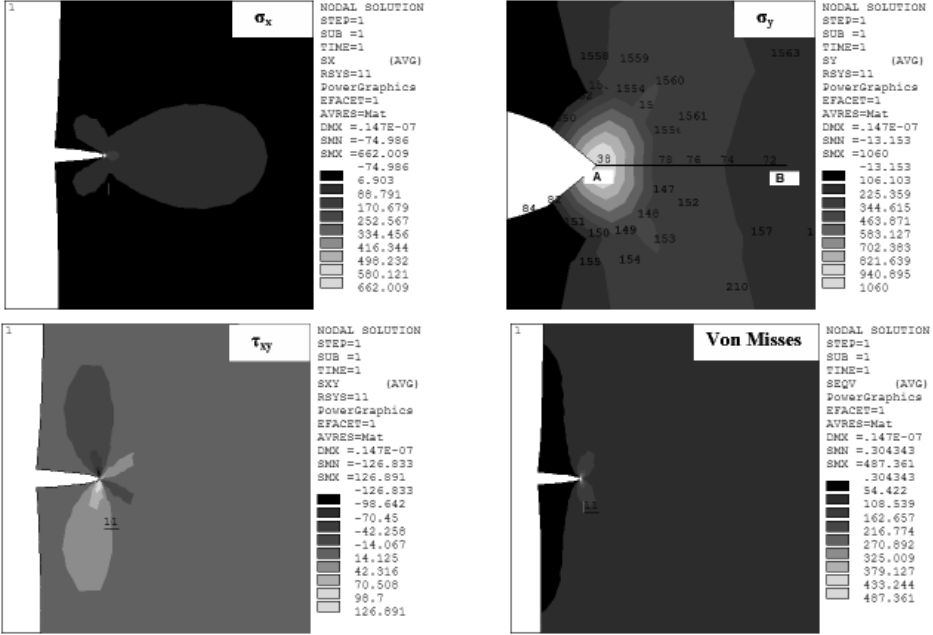 1
σx
NODAL SOLUTION
STEP=1
SUB =1
TIME=1
SX (AVG)
RSYS=11
PowerGraphics
EFACET=1
AVRES=Mat
DMX =.147E-07
SMN =-74.986
SMX =662.009
-74.986
6.903
88.791
170.679
252.567
334.456
416.344
498.232
580.121
662.009
σy
1558
1559
1563
1560
1554
1561
38
78
76
74
72
A
B
147
152
84
148
151
150
149
153
157
155
154
210
NODAL SOLUTION
STEP=1
SUB =1
TIME=1
SY (AVG)
RSYS=11
PowerGraphics
EFACET=1
AVRES=Mat
DMX =.147E-07
SMN =-13.153
SMX =1060
-13.153
106.103
225.359
344.615
463.871
583.127
702.383
821.639
940.895
1060
1
τxy
11
NODAL SOLUTION
STEP=1
SUB =1
TIME=1
SXY (AVG)
RSYS=11
PowerGraphics
EFACET=1
AVRES=Mat
DMX =.147E-07
SMN =-126.833
SMX =126.891
-126.833
-98.642
-70.45
-42.258
-14.067
14.125
42.316
70.508
98.7
126.891
1
Von Misses
11
NODAL SOLUTION
STEP=1
SUB =1
TIME=1
SEQV (AVG)
RSYS=11
PowerGraphics
EFACET=1
AVRES=Mat
DMX =.147E-07
SMN =.304343
SMX =487.361
.304343
54.422
108.539
162.657
216.774
270.892
325.009
379.127
433.244
487.361